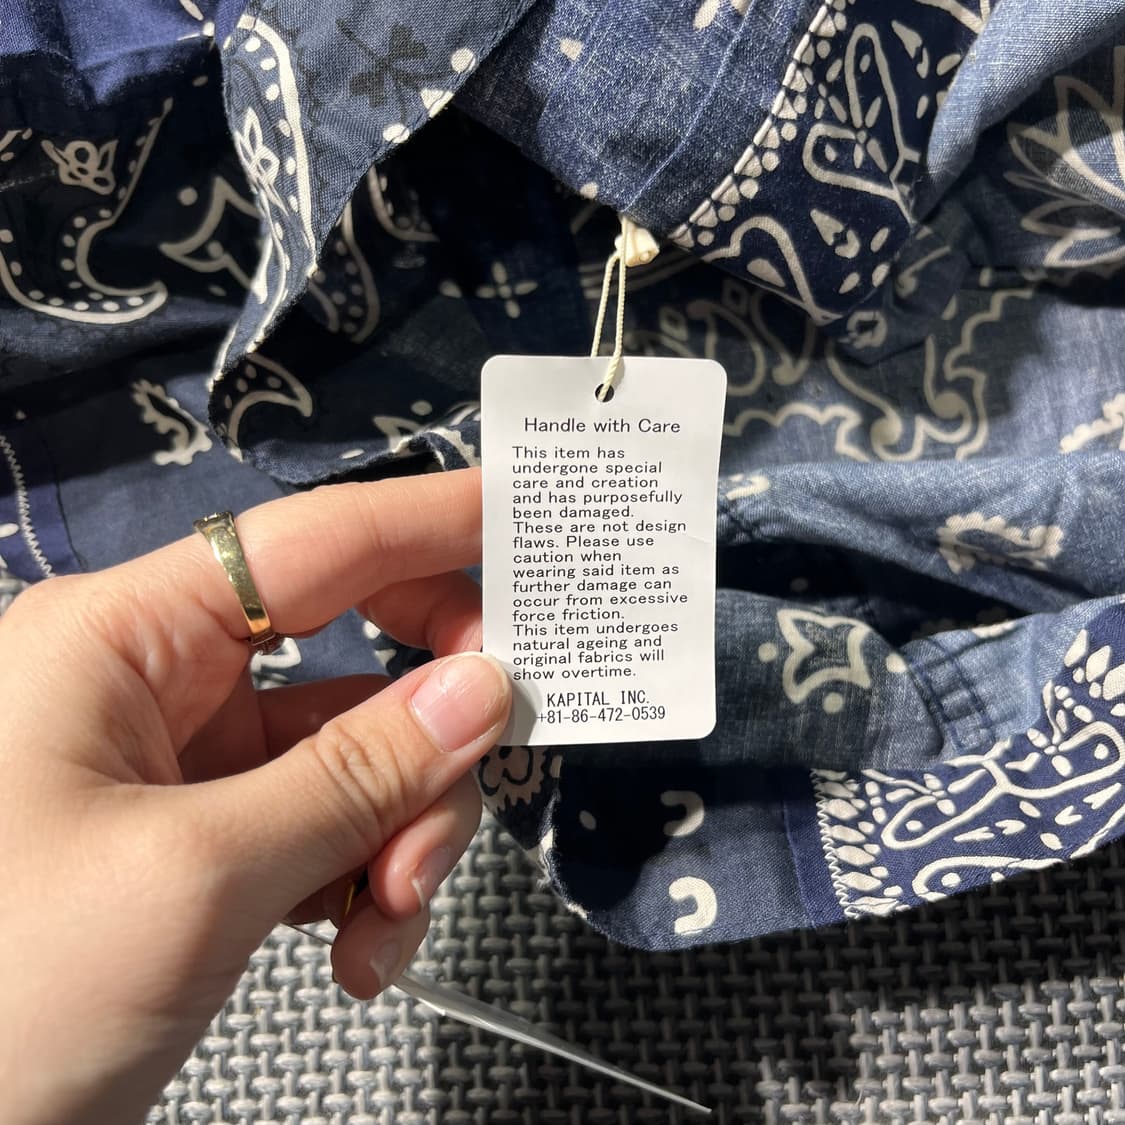 Handle with Care
This item has
undergone special
care and creation
and has purposefully
been damaged.
These are not design
flaws. Please use
caution when
wearing said item as
further damage can
occur from excessive
force friction.
This item undergoes
natural ageing and
original fabrics will
show overtime.
KAPITAL INC.
+81-86-472-0539